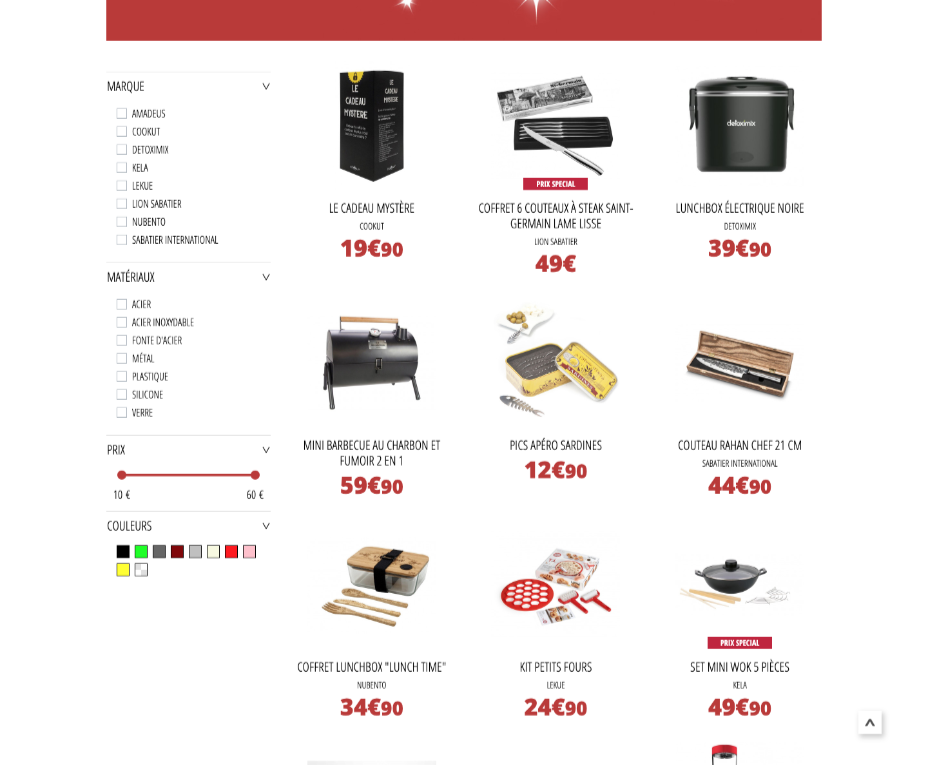 MARQUE
AMADEUS
COOKUT
DETOXIMIX
KELA
LEKUE
LION SABATIER
NUBENTO
SABATIER INTERNATIONAL
MATÉRIAUX
ACIER
ACIER INOXYDABLE
FONTE D'ACIER
MÉTAL
PLASTIQUE
SILICONE
VERRE
PRIX
10 €
60 €
COULEURS
LE
CADEAU
MYSTERE
LE CADEAU MYSTÈRE
COOKUT
19€90
PRIX SPECIAL
COFFRET 6 COUTEAUX À STEAK SAINT-
GERMAIN LAME LISSE
LION SABATIER
49€
detoximix
LUNCHBOX ÉLECTRIQUE NOIRE
DETOXIMIX
39€90
MINI BARBECUE AU CHARBON ET
FUMOIR 2 EN 1
59€90
PICS APÉRO SARDINES
12€90
COUTEAU RAHAN CHEF 21 CM
SABATIER INTERNATIONAL
44€90
COFFRET LUNCHBOX "LUNCH TIME"
NUBENTO
34€90
KIT PETITS FOURS
LEKUE
24€90
PRIX SPECIAL
SET MINI WOK 5 PIÈCES
KELA
49€90